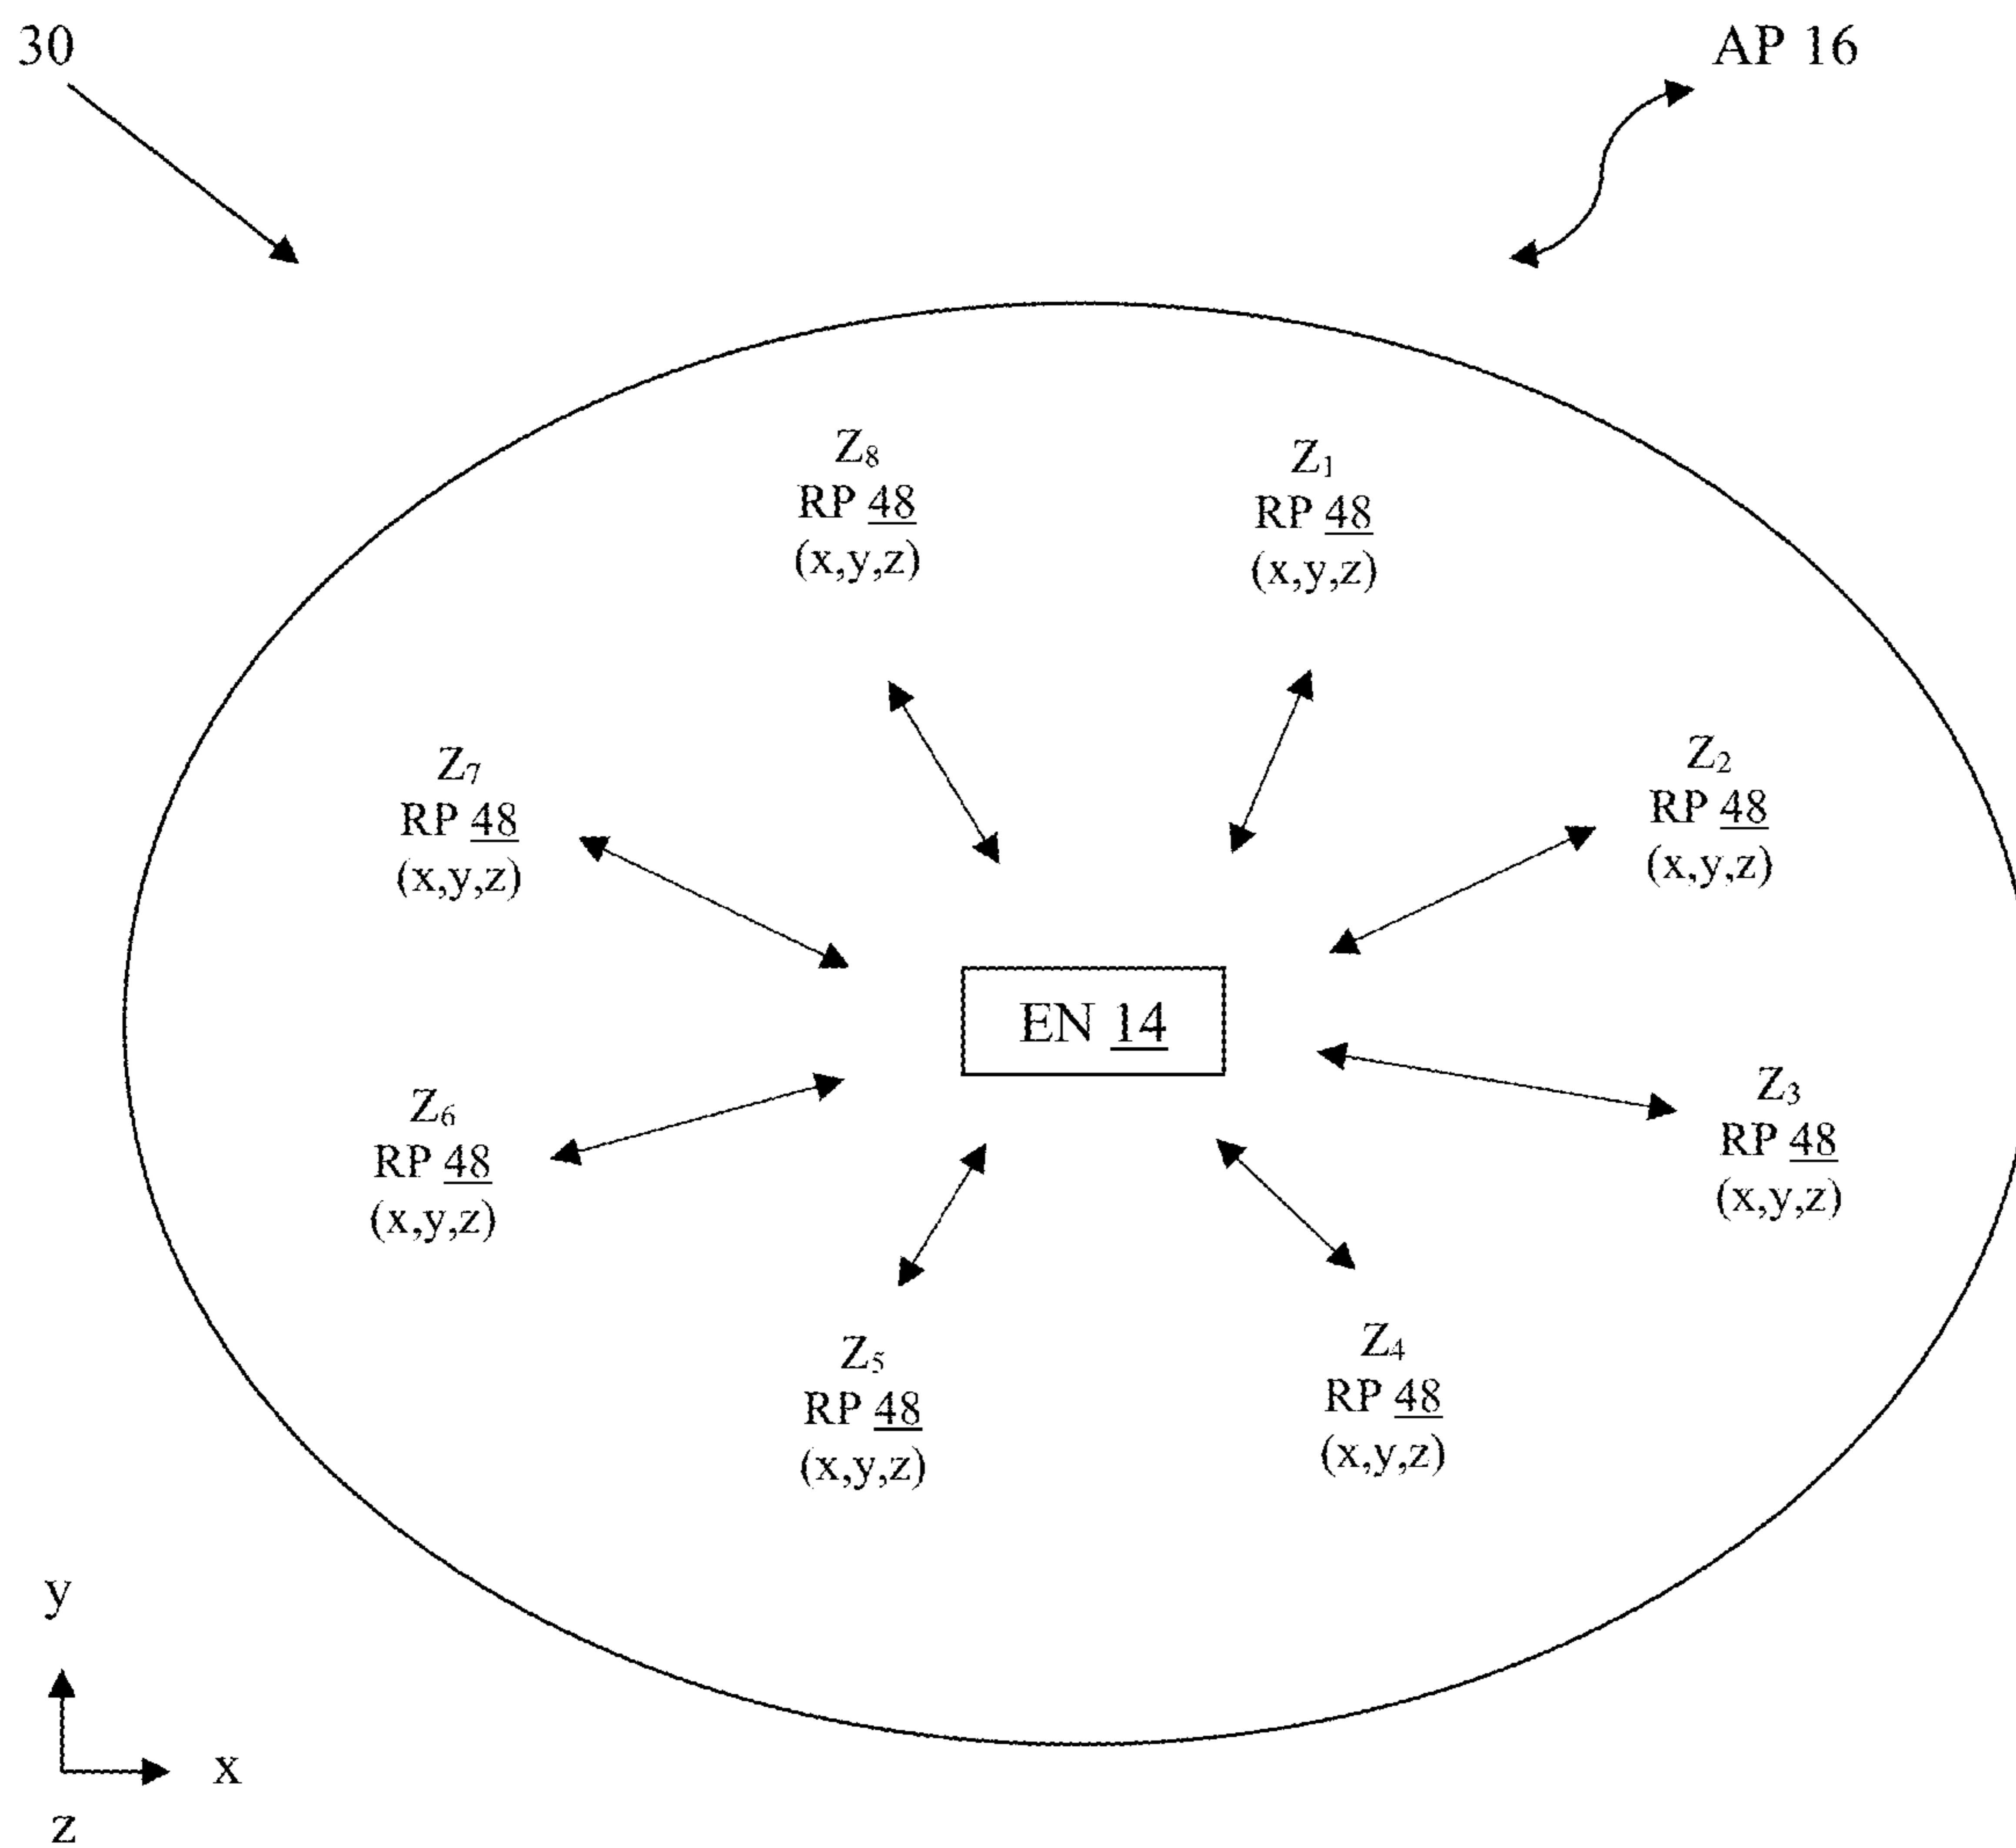 30
AP 16
Z₈
RP 48
(x,y,z)
Z₁
RP 48
(x,y,z)
Z₇
RP 48
(x,y,z)
Z₂
RP 48
(x,y,z)
EN 14
Z₆
RP 48
(x,y,z)
Z₃
RP 48
(x,y,z)
Z₅
RP 48
(x,y,z)
Z₄
RP 48
(x,y,z)
y
x
z